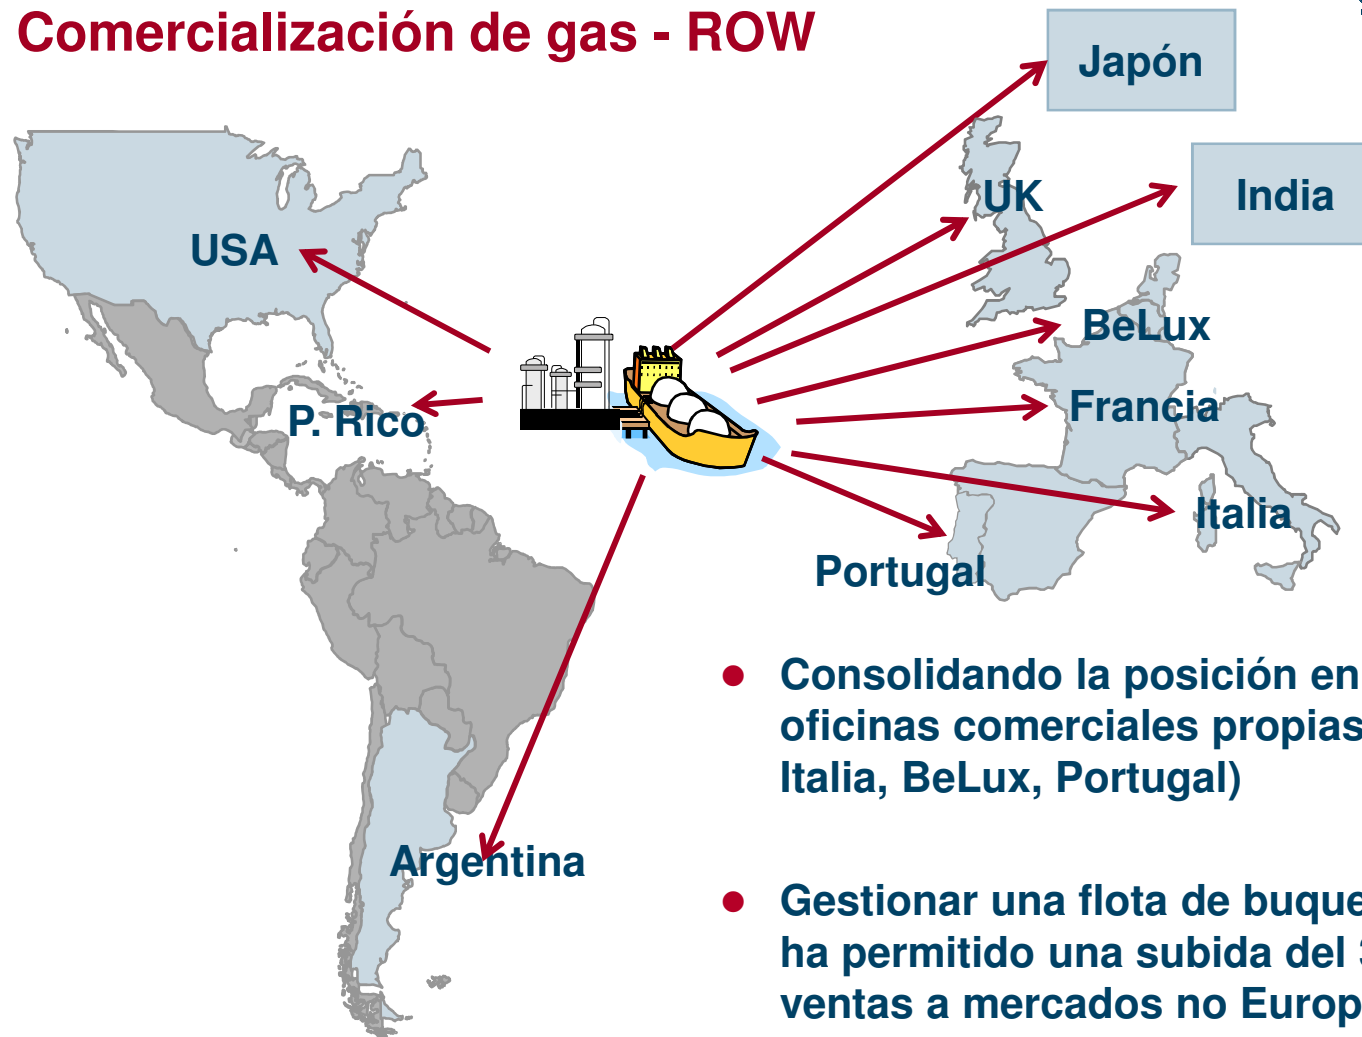 Comercialización de gas - ROW
Japón
India
UK
USA
BeLux
Francia
P. Rico
Italia
Portugal
Argentina
● Consolidando la posición en
oficinas comerciales propias
Italia, BeLux, Portugal)
● Gestionar una flota de buque
ha permitido una subida del
ventas a mercados no Europ